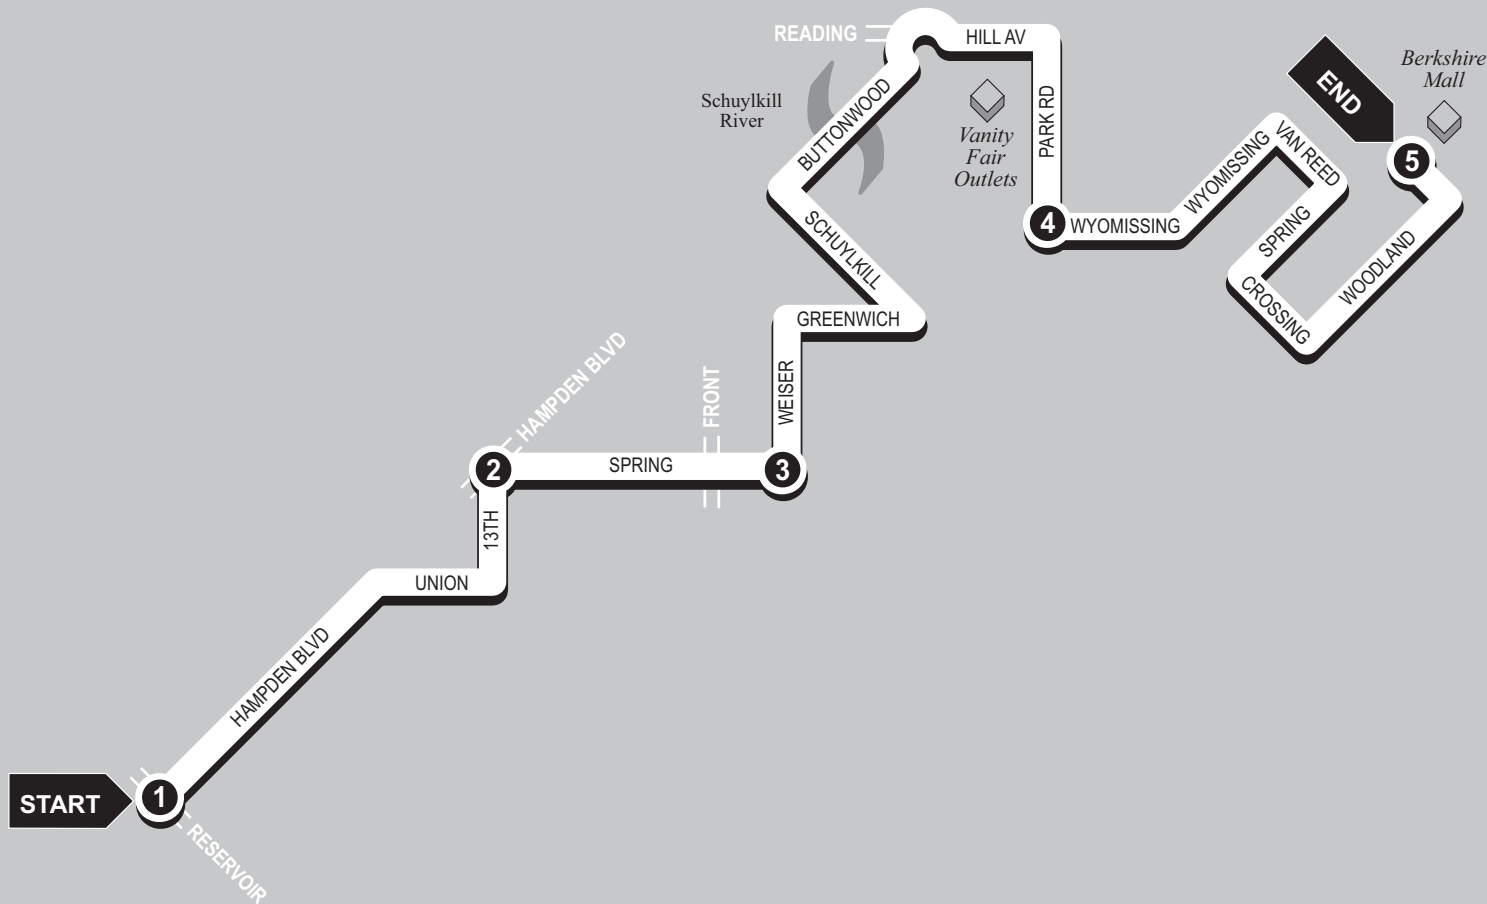 READING
HILL AV
Schuylkill
River
BUTTONWOOD
Vanity
Fair
Outlets
PARK RD
END
Berkshire
Mall
5
4
WYOMISSING
WYOMISSING
VAN REED
SPRING
CROSSING
WOODLAND
SCHUYLKILL
GREENWICH
WEISER
HAMPDEN BLVD
FRONT
2
SPRING
3
13TH
UNION
HAMPDEN BLVD
START
1
RESERVOIR